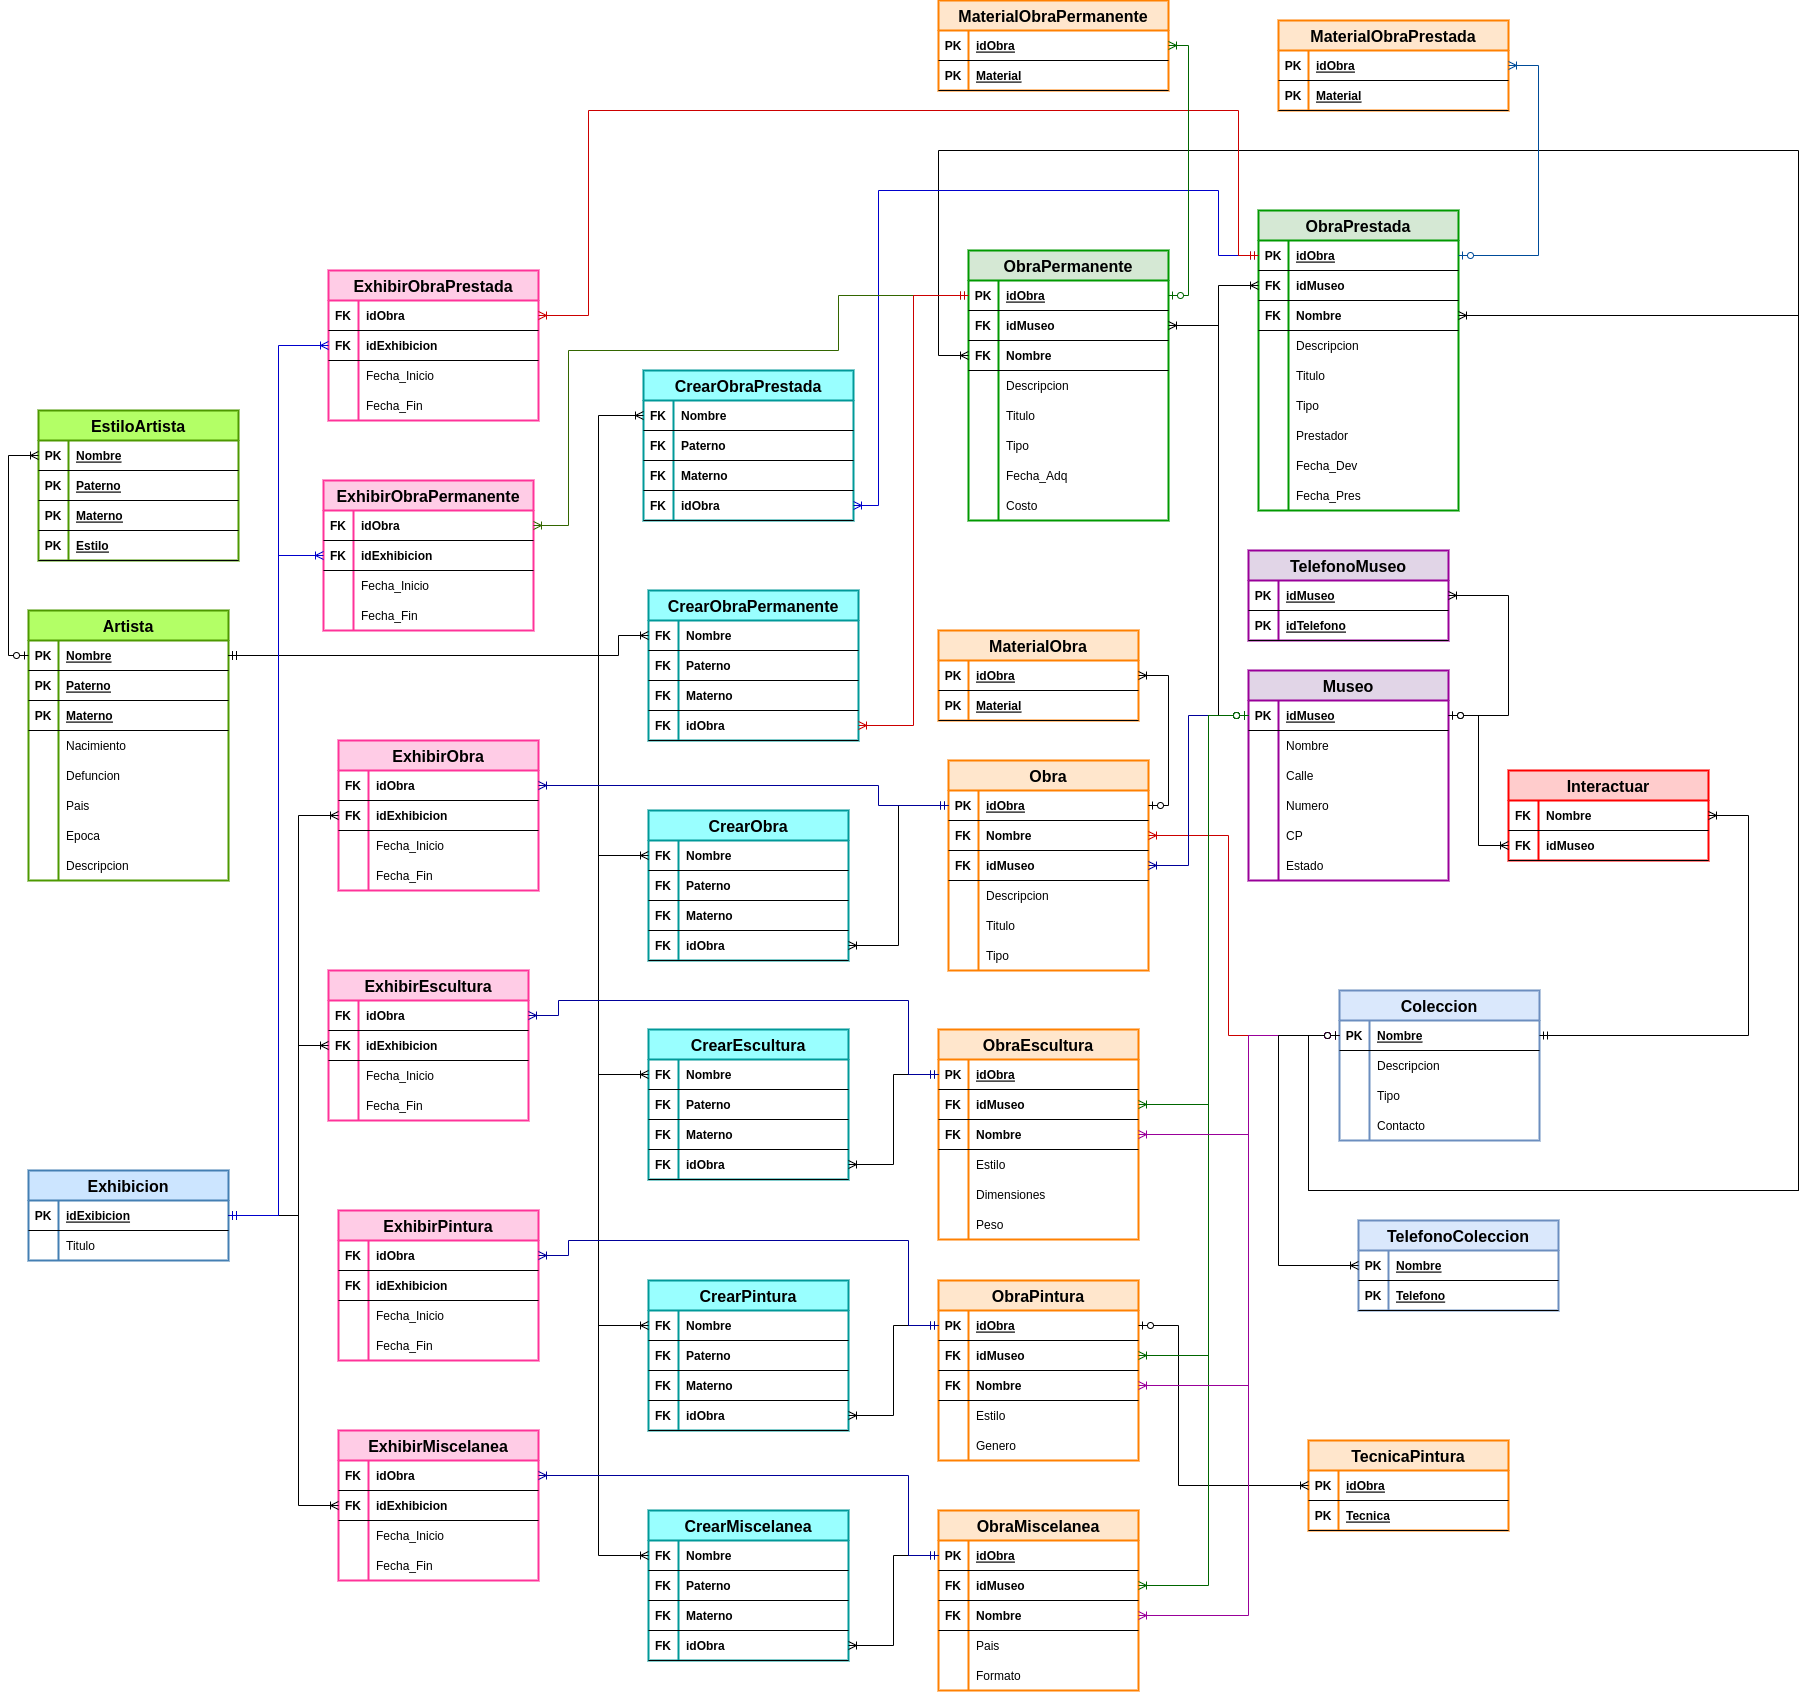 MaterialObraPermanente
PK idObra
PK Material
MaterialObraPrestada
PK idObra
PK Material
ObraPrestada
PK idObra
FK idMuseo
FK Nombre
Descripcion
Titulo
Tipo
Prestador
Fecha_Dev
Fecha_Pres
ObraPermanente
PK idObra
FK idMuseo
FK Nombre
Descripcion
Titulo
Tipo
Fecha_Adq
Costo
ExhibirObraPrestada
FK idObra
FK idExhibicion
Fecha_Inicio
Fecha_Fin
CrearObraPrestada
FK Nombre
FK Paterno
FK Materno
FK idObra
EstiloArtista
PK Nombre
PK Paterno
PK Materno
PK Estilo
ExhibirObraPermanente
FK idObra
FK idExhibicion
Fecha_Inicio
Fecha_Fin
TelefonoMuseo
PK idMuseo
PK idTelefono
CrearObraPermanente
FK Nombre
FK Paterno
FK Materno
FK idObra
Artista
PK Nombre
PK Paterno
PK Materno
Nacimiento
Defuncion
Pais
Epoca
Descripcion
MaterialObra
PK idObra
PK Material
Museo
PK idMuseo
Nombre
Calle
Numero
CP
Estado
ExhibirObra
FK idObra
FK idExhibicion
Fecha_Inicio
Fecha_Fin
Obra
PK idObra
FK Nombre
FK idMuseo
Descripcion
Titulo
Tipo
Interactuar
FK Nombre
FK idMuseo
CrearObra
FK Nombre
FK Paterno
FK Materno
FK idObra
ExhibirEscultura
FK idObra
FK idExhibicion
Fecha_Inicio
Fecha_Fin
Coleccion
PK Nombre
Descripcion
Tipo
Contacto
CrearEscultura
FK Nombre
FK Paterno
FK Materno
FK idObra
ObraEscultura
PK idObra
FK idMuseo
FK Nombre
Estilo
Dimensiones
Peso
Exhibicion
PK idExibicion
Titulo
ExhibirPintura
FK idObra
FK idExhibicion
Fecha_Inicio
Fecha_Fin
TelefonoColeccion
PK Nombre
PK Telefono
CrearPintura
FK Nombre
FK Paterno
FK Materno
FK idObra
ObraPintura
PK idObra
FK idMuseo
FK Nombre
Estilo
Genero
ExhibirMiscelanea
FK idObra
FK idExhibicion
Fecha_Inicio
Fecha_Fin
TecnicaPintura
PK idObra
PK Tecnica
CrearMiscelanea
FK Nombre
FK Paterno
FK Materno
FK idObra
ObraMiscelanea
PK idObra
FK idMuseo
FK Nombre
Pais
Formato